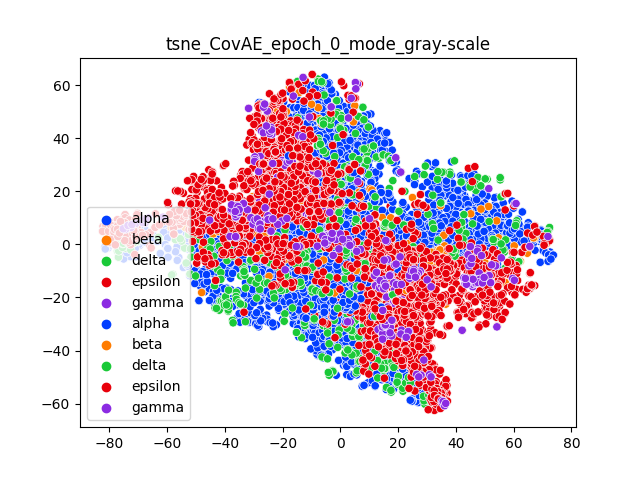 tsne_CovAE_epoch_0_mode_gray-scale
60
40
20
0
−20
−40
−60
alpha
beta
delta
epsilon
gamma
alpha
beta
delta
epsilon
gamma
−80 −60 −40 −20 0 20 40 60 80